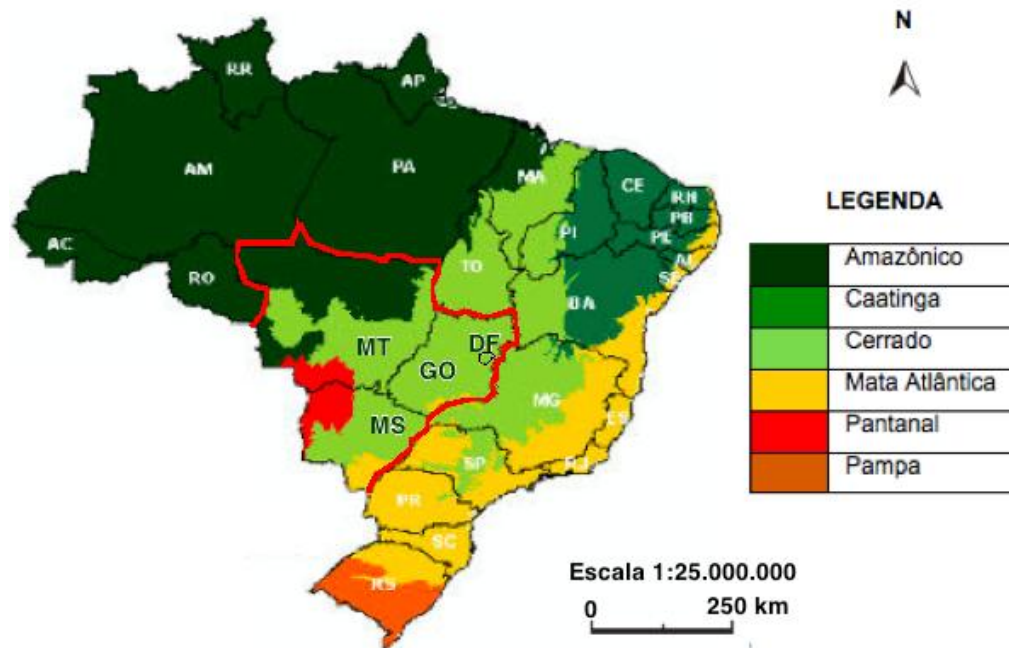 N
RR
AP
AM
PA
MA
CE
RN
PB
PI
PE
AC
RO
TO
AL
SE
BA
MT
DF
GO
MG
MS
ES
SP
RJ
PR
SC
RS
LEGENDA
Amazônico
Caatinga
Cerrado
Mata Atlântica
Pantanal
Pampa
Escala 1:25.000.000
0 250 km